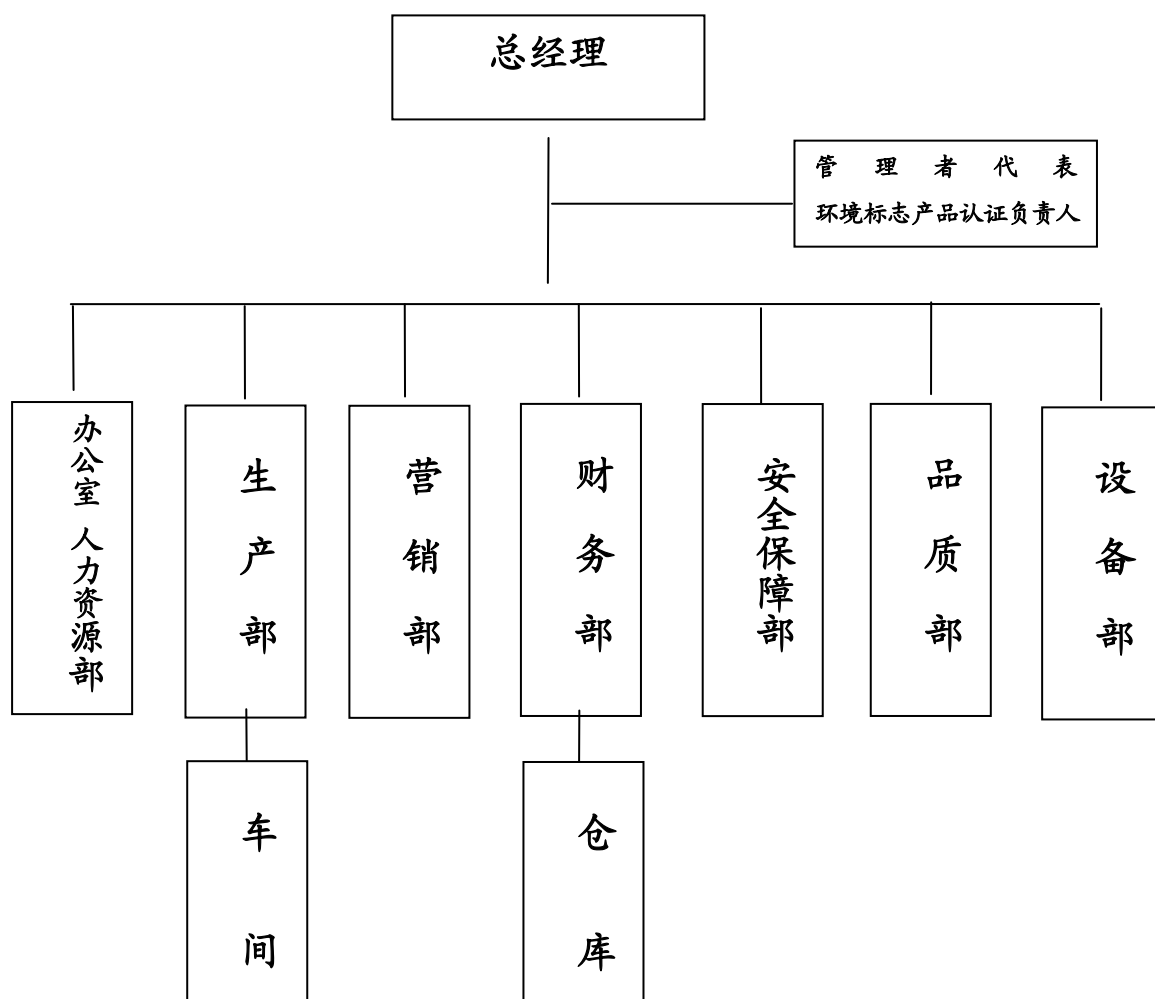 总经理
管理者代表
环境标志产品认证负责人
办公室 人力资源部
生产部
营销部
财务部
安全保障部
品质部
设备部
车间
仓库